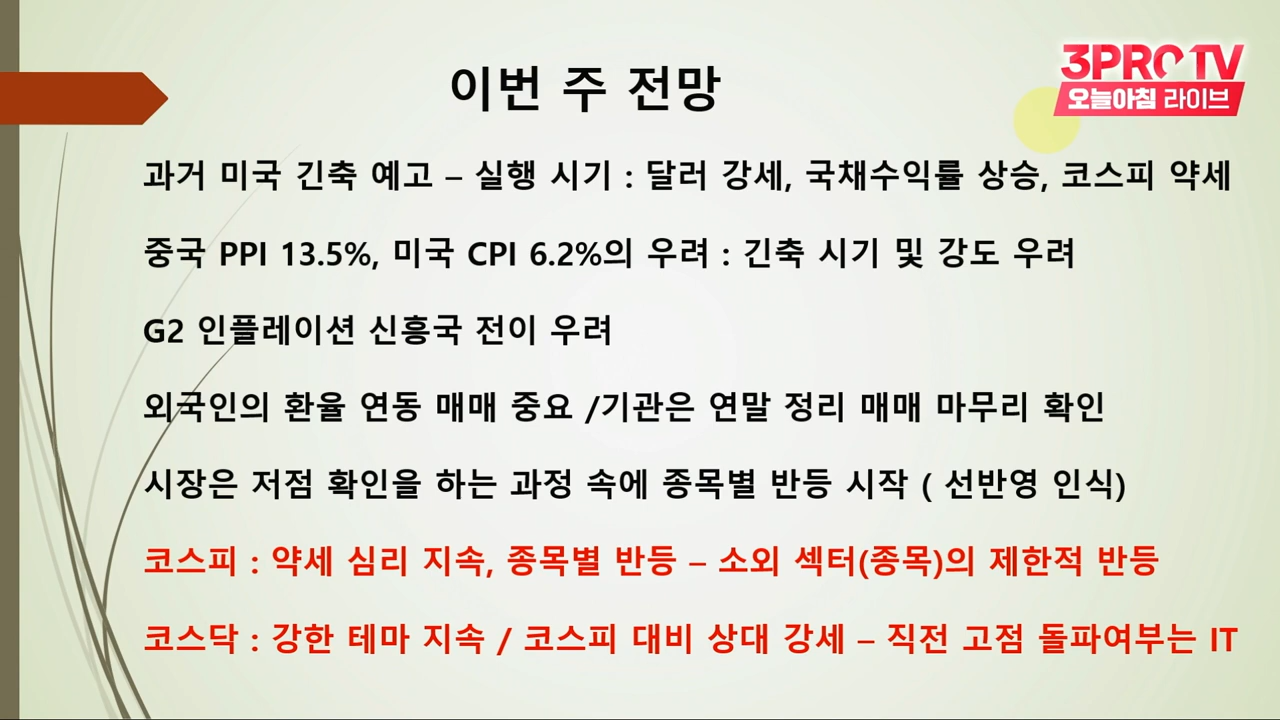 이번 주 전망
3PROTV
오늘아침 라이브
과거 미국 긴축 예고 – 실행 시기 : 달러 강세, 국채수익률 상승, 코스피 약세
중국 PPI 13.5%, 미국 CPI 6.2%의 우려 : 긴축 시기 및 강도 우려
G2 인플레이션 신흥국 전이 우려
외국인의 환율 연동 매매 중요 /기관은 연말 정리 매매 마무리 확인
시장은 저점 확인을 하는 과정 속에 종목별 반등 시작 ( 선반영 인식)
코스피 : 약세 심리 지속, 종목별 반등 – 소외 섹터(종목)의 제한적 반등
코스닥 : 강한 테마 지속 / 코스피 대비 상대 강세 – 직전 고점 돌파여부는 IT